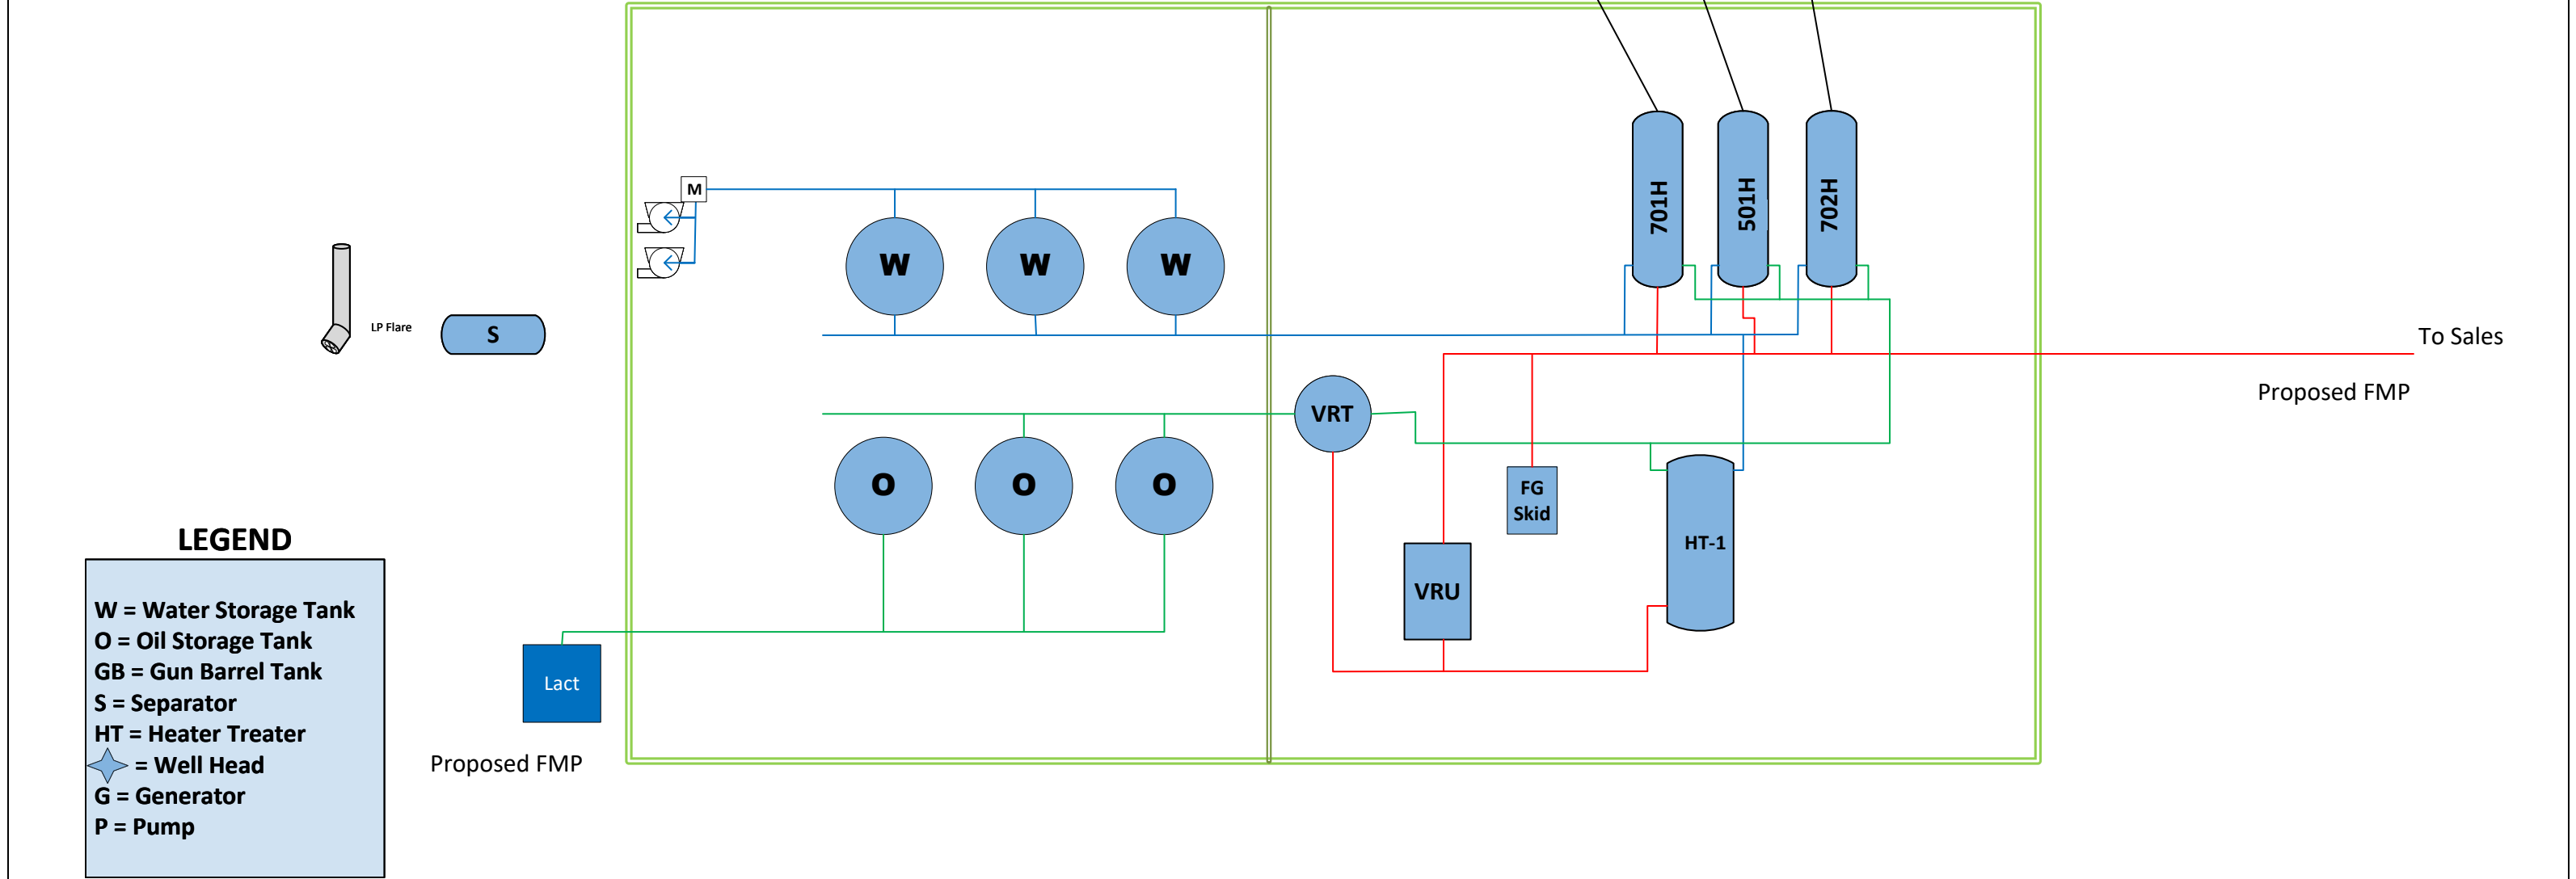 701H
501H
702H
M
W
W
W
LP Flare
S
To Sales
Proposed FMP
VRT
O
O
O
FG
Skid
HT-1
VRU
LEGEND
W = Water Storage Tank
O = Oil Storage Tank
GB = Gun Barrel Tank
S = Separator
HT = Heater Treater
= Well Head
G = Generator
P = Pump
Lact
Proposed FMP